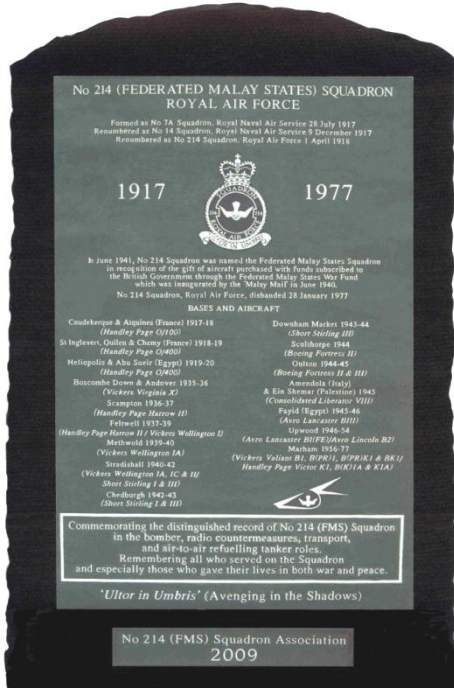 No 214 (FEDERATED MALAY STATES) SQUADRON
ROYAL AIR FORCE
Formed as No 7A Squadron, Royal Naval Air Service 28 July 1917
Renumbered as No 14 Squadron, Royal Naval Air Service 9 December 1917
Renumbered as No 214 Squadron, Royal Air Force 1 April 1918
1917
1977
SQUADRON
214
214
ROYAL AIR FORCE
ULTOR IN UMBRIS
In June 1941, No 214 Squadron was named the Federated Malay States Squadron
in recognition of the gift of aircraft purchased with funds subscribed to
the British Government through the Federated Malay States War Fund
which was inaugurated by the 'Malay Mail' in June 1940.
No 214 Squadron, Royal Air Force, disbanded 28 January 1977
BASES AND AIRCRAFT
Coudekerque & Alquines (France) 1917-18
(Handley Page O/100)
St Inglevert, Quilen & Chemy (France) 1918-19
(Handley Page O/400)
Heliopolis & Abu Sueir (Egypt) 1919-20
(Handley Page O/400)
Boscombe Down & Andover 1935-36
(Vickers Virginia X)
Scampton 1936-37
(Handley Page Harrow II)
Feltwell 1937-39
(Handley Page Harrow II / Vickers Wellington I)
Methwold 1939-40
(Vickers Wellington IA)
Stradishall 1940-42
(Vickers Wellington IA, IC & II/
Short Stirling I & III)
Chedburgh 1942-43
(Short Stirling I & III)
Downham Market 1943-44
(Short Stirling III)
Sculthorpe 1944
(Boeing Fortress II)
Oulton 1944-45
(Boeing Fortress II & III)
Amendola (Italy)
& Ein Shemar (Palestine) 1945
(Consolidated Liberator VIII)
Fayid (Egypt) 1945-46
(Avro Lancaster BIII)
Upwood 1946-54
(Avro Lancaster B1(FE)/Avro Lincoln B2)
Marham 1956-77
(Vickers Valiant B1, B(PR)1, B(PR)K1 & BK1/
Handley Page Victor K1, B(K)1A & K1A)
Commemorating the distinguished record of No 214 (FMS) Squadron
in the bomber, radio countermeasures, transport,
and air-to-air refuelling tanker roles.
Remembering all who served on the Squadron
and especially those who gave their lives in both war and peace.
'Ultor in Umbris' (Avenging in the Shadows)
No 214 (FMS) Squadron Association
2009